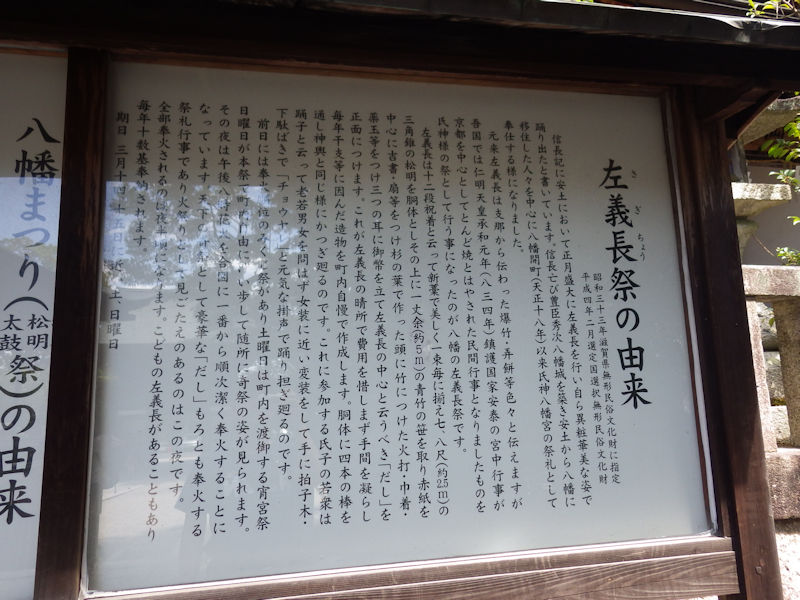 左義長祭の由来
さぎちょう
昭和三十三年滋賀県無形民俗文化財に指定
平成四年二月選定国選択無形民俗文化財
信長記に安土において正月盛大に左義長を行い自ら異粧華美な姿で
踊り出たと書いています。信長亡び豊臣秀次八幡城を築き安土から八幡に
移住した人々を中心に八幡開町(天正十八年)以来氏神八幡宮の祭礼として
奉仕する様になりました。
元来左義長は支那から伝わった爆竹・弄餅等色々と伝えますが
吾国では仁明天皇承和元年(八三四年)鎮護国家安泰の宮中行事が
京都を中心としてとんど焼とはやされた民間行事となりましたものを
氏神様の祭として行う事になったのが八幡の左義長祭です。
左義長は十二段祝着と云って新藁で美しく一束毎に揃え七、八尺(約2.5m)の
三角錐の松明を胴体としその上に一丈余(約5m)の青竹の笹を取り赤紙を
中心に吉書・扇等をつけ杉の葉で作った頭に竹につけた火打・巾着・
薬玉等をつけ三つの耳に御幣を立て左義長の中心と云うべき「だし」を
正面につけます。これが左義長の晴所で費用を惜しまず手間を凝らし
毎年干支等に因んだ造物を町内自慢で作成します。胴体に四本の棒を
通し神輿と同じ様にかつぎ廻るのです。これに参加する氏子の若衆は
踊子と云って老若男女を問はず女装に近い変装をして手に拍子木・
下駄ばきで「チョウヤレ」と元気な掛声で踊り担ぎ廻るのです。
前日には奉 位のみ 祭があり土曜日は町内を渡御する宵宮祭
日曜日が本祭で町 自由に い歩して随所に奇祭の姿が見られます。
その夜は午後八時 を合図に一番から順次潔く奉火することに
なっています 天下の 祭として豪華な「だし」もろとも奉火する
祭礼行事であり火祭りとして見ごたえのあるのはこの夜です。
全部奉火されるのは夜半頃になります。こどもの左義長があることもあり
毎年十数基奉納されます。
期日 三月十四・十五日に近い土、日曜日
八幡まつり(松明太鼓祭)の由来